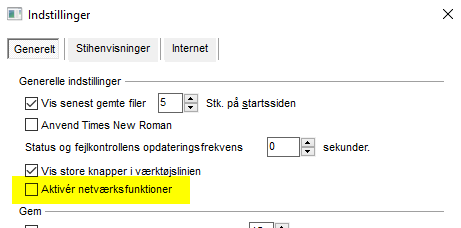 Indstillinger
Generelt Stihenvisninger Internet
Generelle indstillinger
Vis senest gemte filer 5 Stk. på startssiden
Anvend Times New Roman
Status og fejlkontrollens opdateringsfrekvens 0 sekunder.
Vis store knapper i værktøjslinien
Aktivér netværksfunktioner
Gem